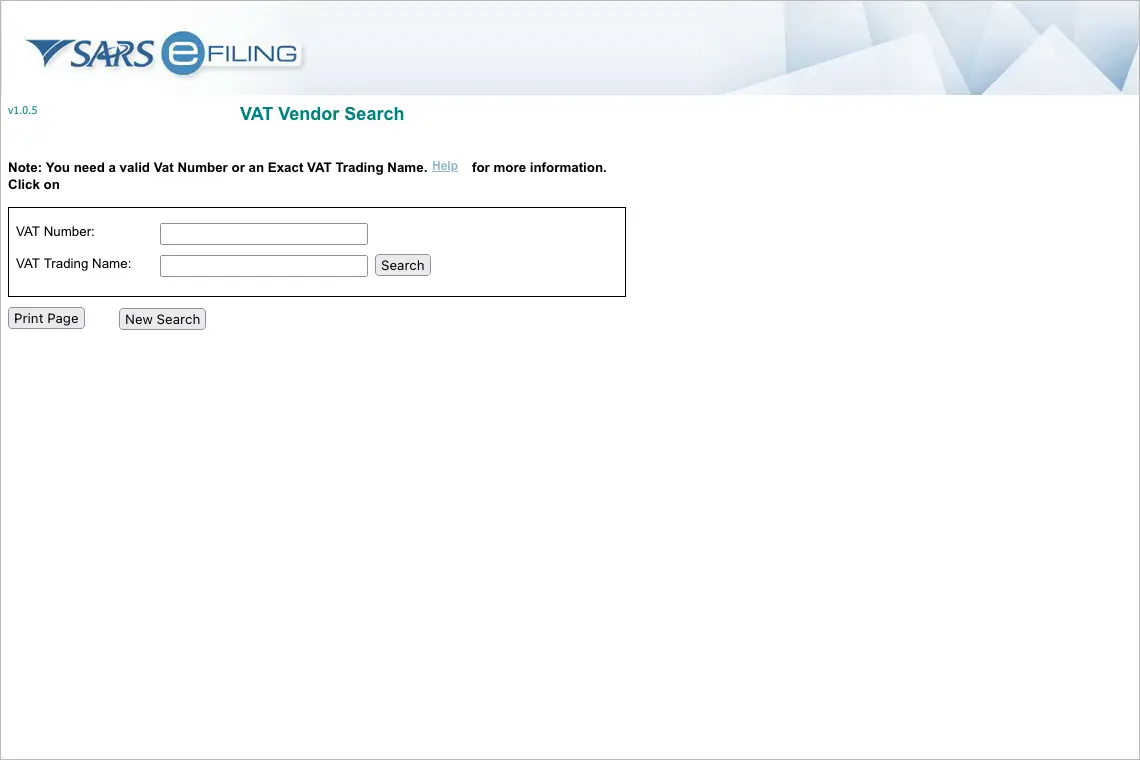 SARS eFILING
v1.0.5
VAT Vendor Search
Note: You need a valid Vat Number or an Exact VAT Trading Name. Help for more information.
Click on
VAT Number:
VAT Trading Name: Search
Print Page New Search